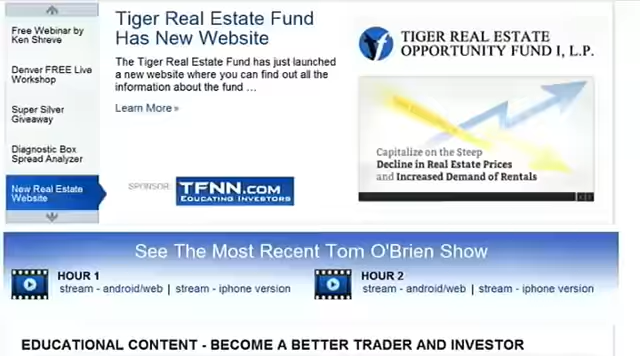 Free Webinar by
Ken Shreve
Denver FREE Live
Workshop
Super Silver
Giveaway
Diagnostic Box
Spread Analyzer
New Real Estate
Website
Tiger Real Estate Fund
Has New Website
The Tiger Real Estate Fund has just launched
a new website where you can find out all the
information about the fund ...
Learn More »
SPONSOR:
TFNN.COM
EDUCATING INVESTORS
TIGER REAL ESTATE
OPPORTUNITY FUND I, L.P.
Capitalize on the Steep
Decline in Real Estate Prices
and Increased Demand of Rentals
See The Most Recent Tom O'Brien Show
HOUR 1
stream - android/web | stream - iphone version
HOUR 2
stream - android/web | stream - iphone version
EDUCATIONAL CONTENT - BECOME A BETTER TRADER AND INVESTOR